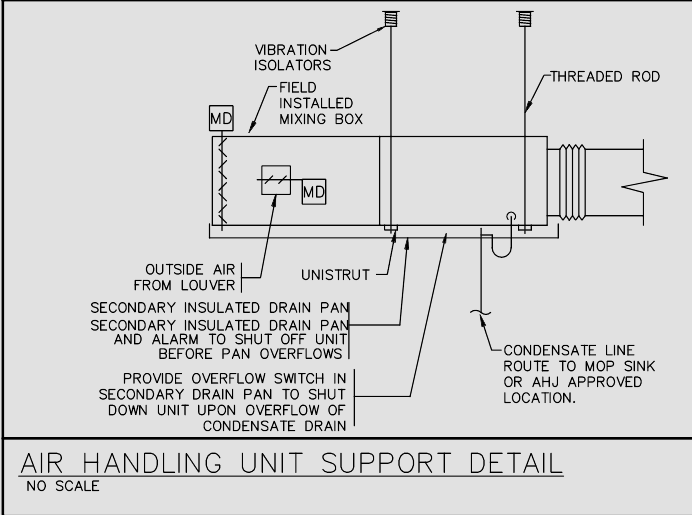 VIBRATION
ISOLATORS
FIELD
INSTALLED
MIXING BOX
THREADED ROD
MD
MD
OUTSIDE AIR
FROM LOUVER
UNISTRUT
SECONDARY INSULATED DRAIN PAN
SECONDARY INSULATED DRAIN PAN
AND ALARM TO SHUT OFF UNIT
BEFORE PAN OVERFLOWS
PROVIDE OVERFLOW SWITCH IN
SECONDARY DRAIN PAN TO SHUT
DOWN UNIT UPON OVERFLOW OF
CONDENSATE DRAIN
CONDENSATE LINE
ROUTE TO MOP SINK
OR AHJ APPROVED
LOCATION.
AIR HANDLING UNIT SUPPORT DETAIL
NO SCALE